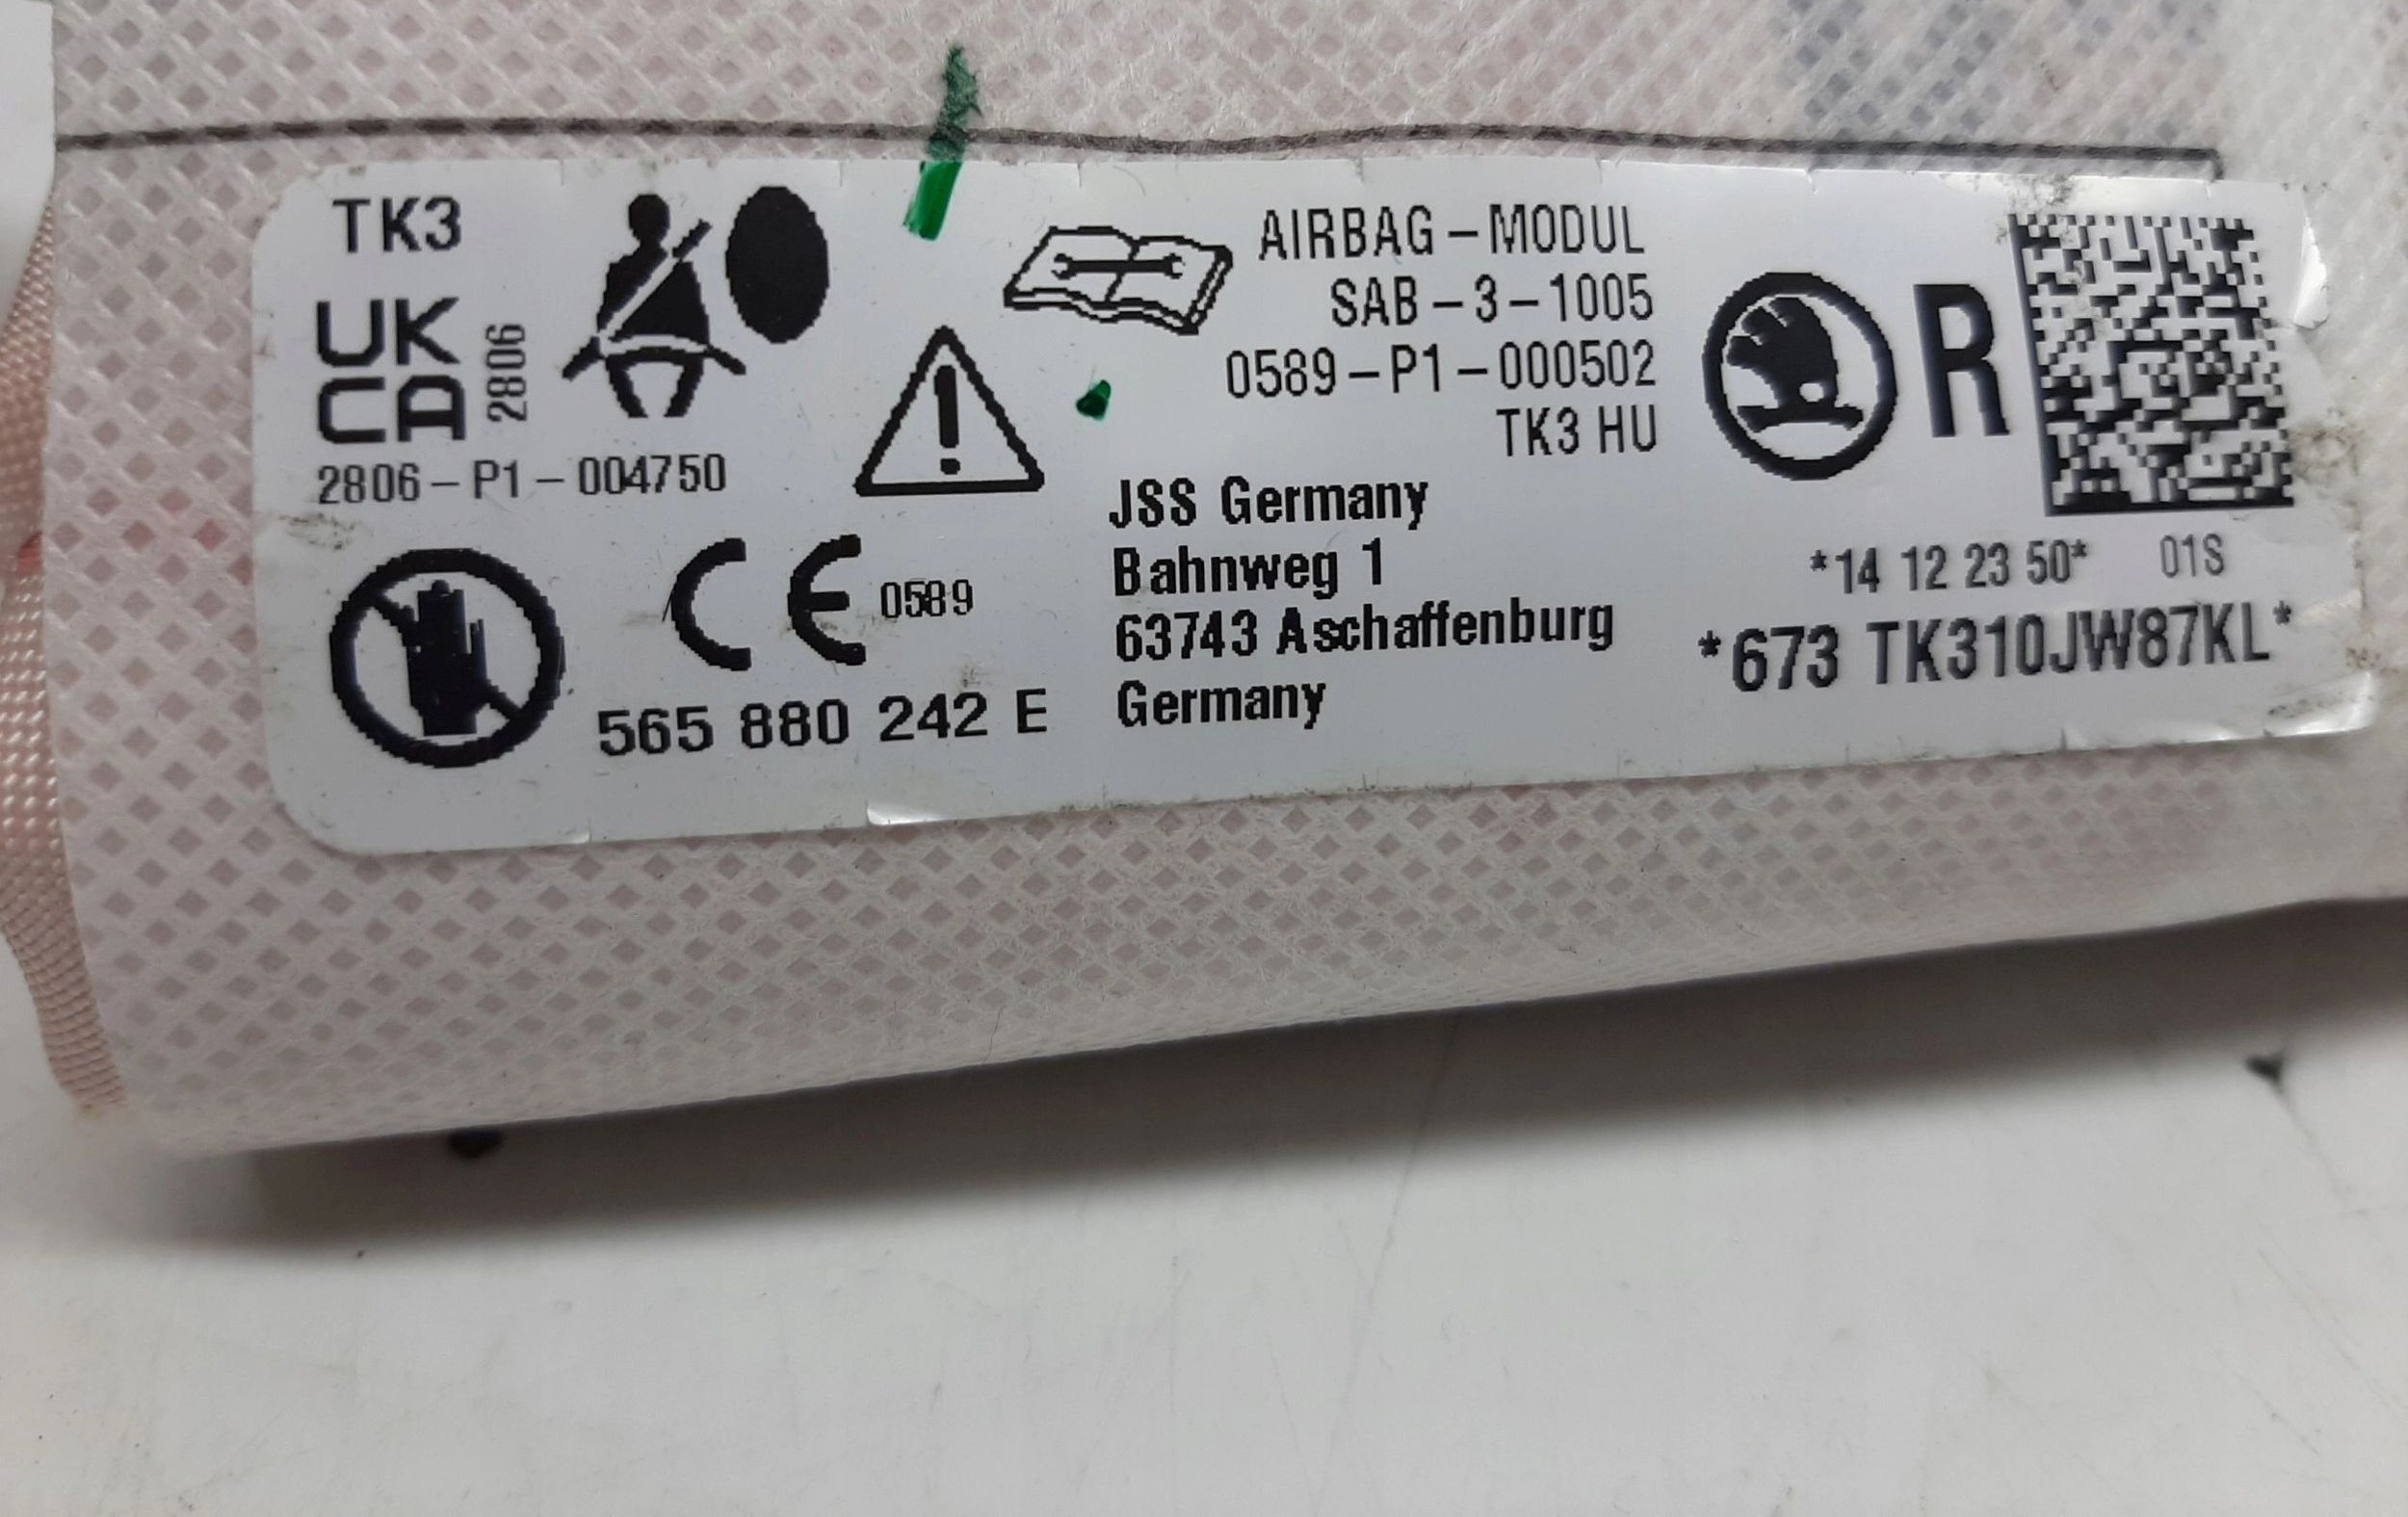 TK3
UK
CA
2806
2806-P1-004750
CE 0589
565 880 242 E
AIRBAG-MODUL
SAB-3-1005
0589-P1-000502
TK3 HU
JSS Germany
Bahnweg 1
63743 Aschaffenburg
Germany
R
*14 12 23 50* 01S
*673 TK310JW87KL*